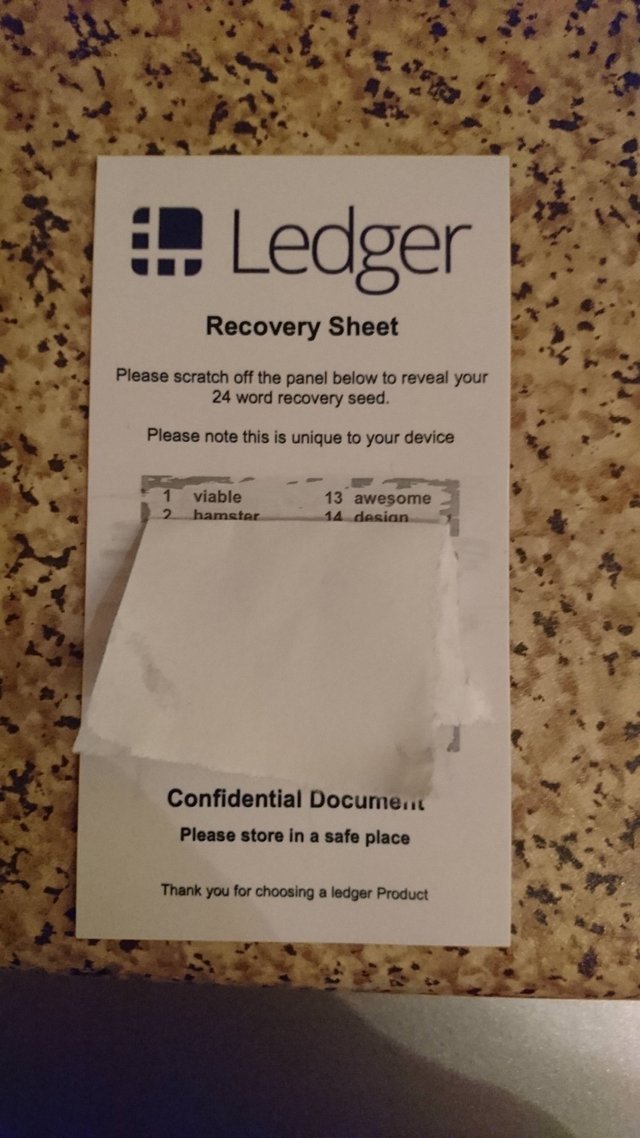 Ledger
Recovery Sheet
Please scratch off the panel below to reveal your
24 word recovery seed.
Please note this is unique to your device
1 viable 13 awesome
2 hamster 14 design
Confidential Document
Please store in a safe place
Thank you for choosing a ledger Product